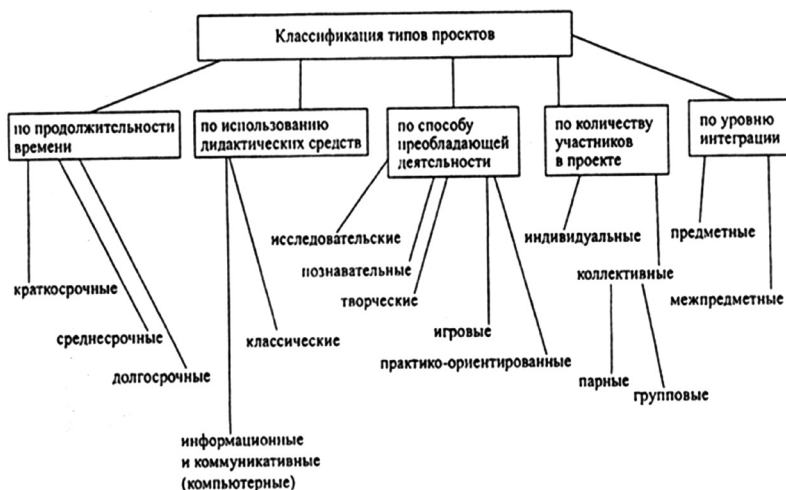 Классификация типов проектов
по продолжительности
времени
по использованию
дидактических средств
по способу
преобладающей
деятельности
по количеству
участников
в проекте
по уровню
интеграции
исследовательские
познавательные
творческие
индивидуальные
предметные
коллективные
краткосрочные
межпредметные
среднесрочные
классические
игровые
практико-ориентированные
долгосрочные
парные
групповые
информационные
и коммуникативные
(компьютерные)